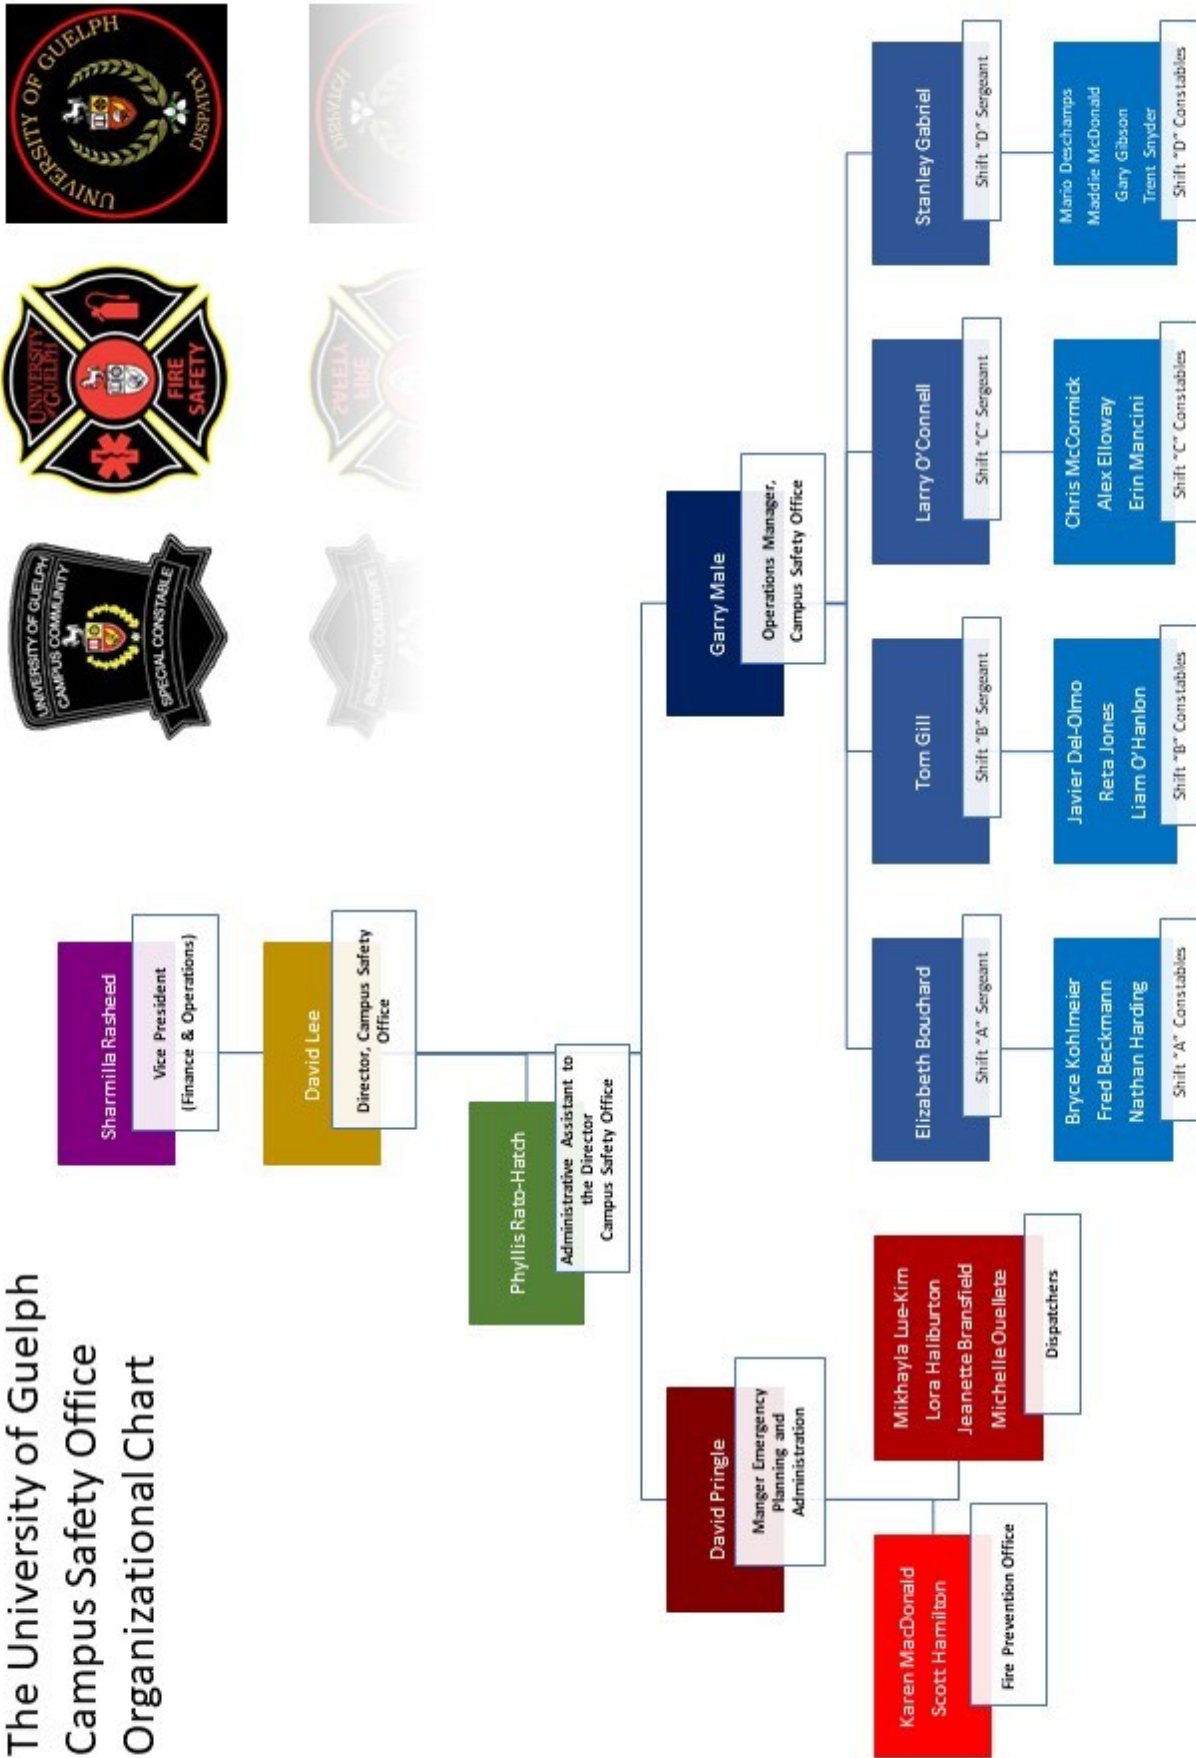 The University of Guelph
Campus Safety Office
Organizational Chart
UNIVERSITY OF GUELPH
CAMPUS COMMUNITY
SPECIAL CONSTABLE
UNIVERSITY
of GUELPH
FIRE
SAFETY
UNIVERSITY OF GUELPH
DISPATCH
SAFETY
FIRE
DISPATCH
Sharmilla Rasheed
Vice President
(Finance & Operations)
David Lee
Director, Campus Safety
Office
Phyllis Rato-Hatch
Administrative Assistant to
the Director
Campus Safety Office
David Pringle
Manger Emergency
Planning and
Administration
Garry Male
Operations Manager,
Campus Safety Office
Karen MacDonald
Scott Hamilton
Fire Prevention Office
Mikhayla Lue-Kim
Lora Haliburton
Jeanette Bransfield
Michelle Ouellete
Dispatchers
Elizabeth Bouchard
Shift "A" Sergeant
Tom Gill
Shift "B" Sergeant
Larry O'Connell
Shift "C" Sergeant
Stanley Gabriel
Shift "D" Sergeant
Bryce Kohlmeier
Fred Beckmann
Nathan Harding
Shift "A" Constables
Javier Del-Olmo
Reta Jones
Liam O'Hanlon
Shift "B" Constables
Chris McCormick
Alex Elloway
Erin Mancini
Shift "C" Constables
Mario Deschamps
Maddie McDonald
Gary Gibson
Trent Snyder
Shift "D" Constables